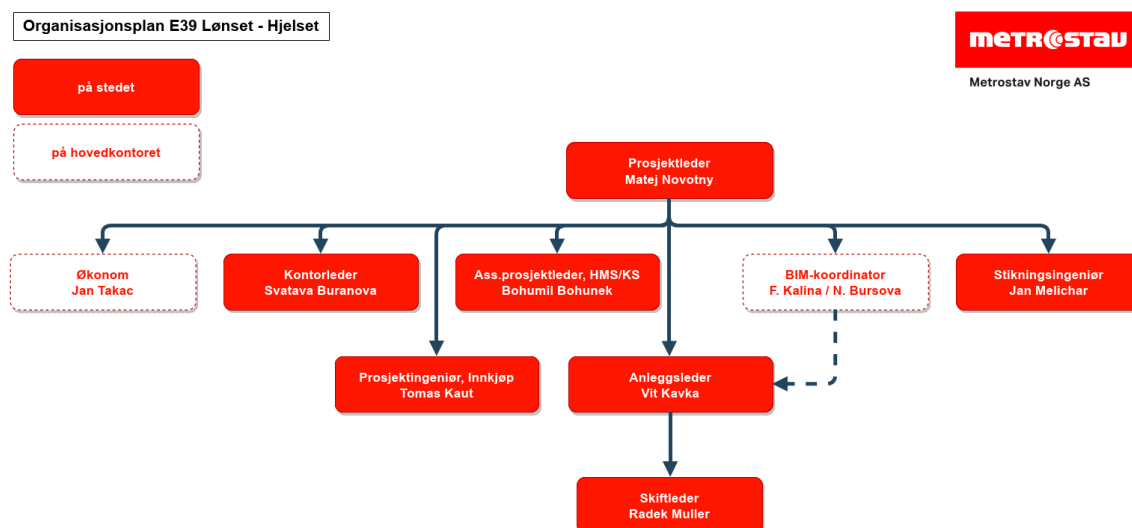 Organisasjonsplan E39 Lønset - Hjelset
METROSTAV
Metrostav Norge AS
på stedet
på hovedkontoret
Prosjektleder
Matej Novotny
Økonom
Jan Takac
Kontorleder
Svatava Buranova
Ass.prosjektleder, HMS/KS
Bohumil Bohunek
BIM-koordinator
F. Kalina / N. Bursova
Stikningsingeniør
Jan Melichar
Prosjektingeniør, Innkjøp
Tomas Kaut
Anleggsleder
Vit Kavka
Skiftleder
Radek Muller